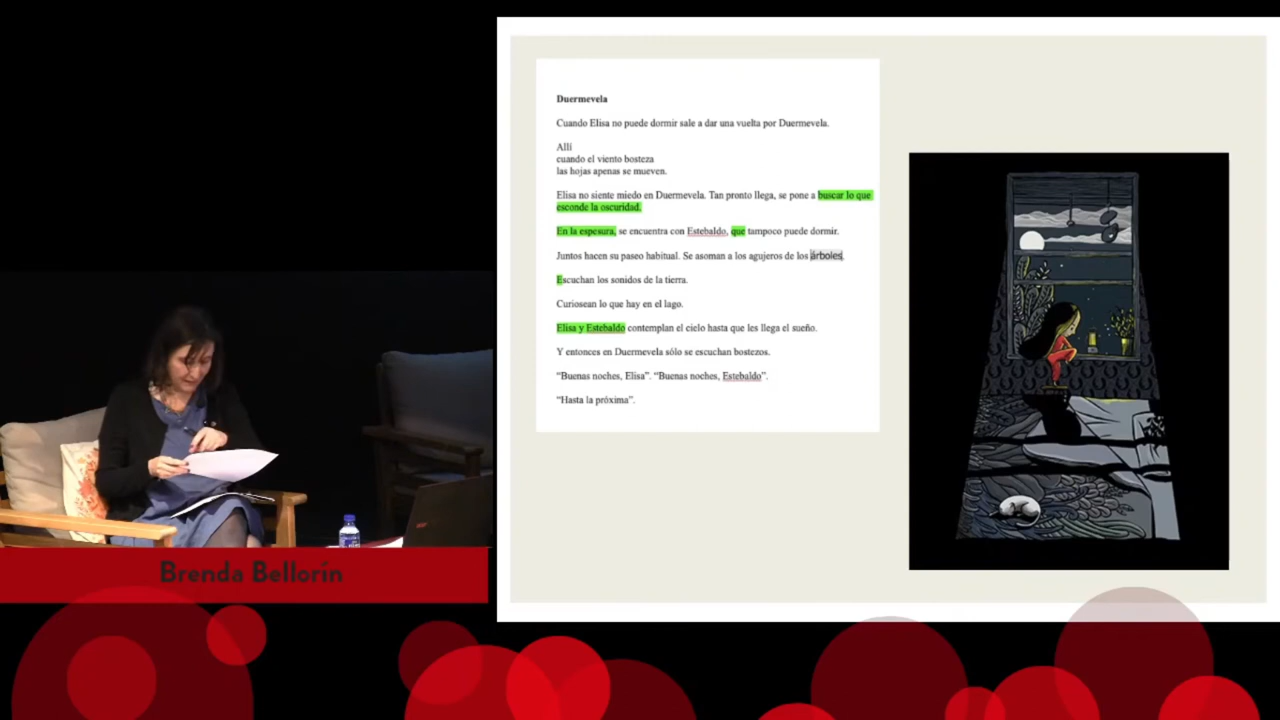 Duermevela
Cuando Elisa no puede dormir sale a dar una vuelta por Duermevela.
Allí
cuando el viento bosteza
las hojas apenas se mueven.
Elisa no siente miedo en Duermevela. Tan pronto llega, se pone a buscar lo que
esconde la oscuridad.
En la espesura, se encuentra con Estebaldo, que tampoco puede dormir.
Juntos hacen su paseo habitual. Se asoman a los agujeros de los árboles.
Escuchan los sonidos de la tierra.
Curiosean lo que hay en el lago.
Elisa y Estebaldo contemplan el cielo hasta que les llega el sueño.
Y entonces en Duermevela sólo se escuchan bostezos.
“Buenas noches, Elisa”. “Buenas noches, Estebaldo”.
“Hasta la próxima”.
Brenda Bellorín